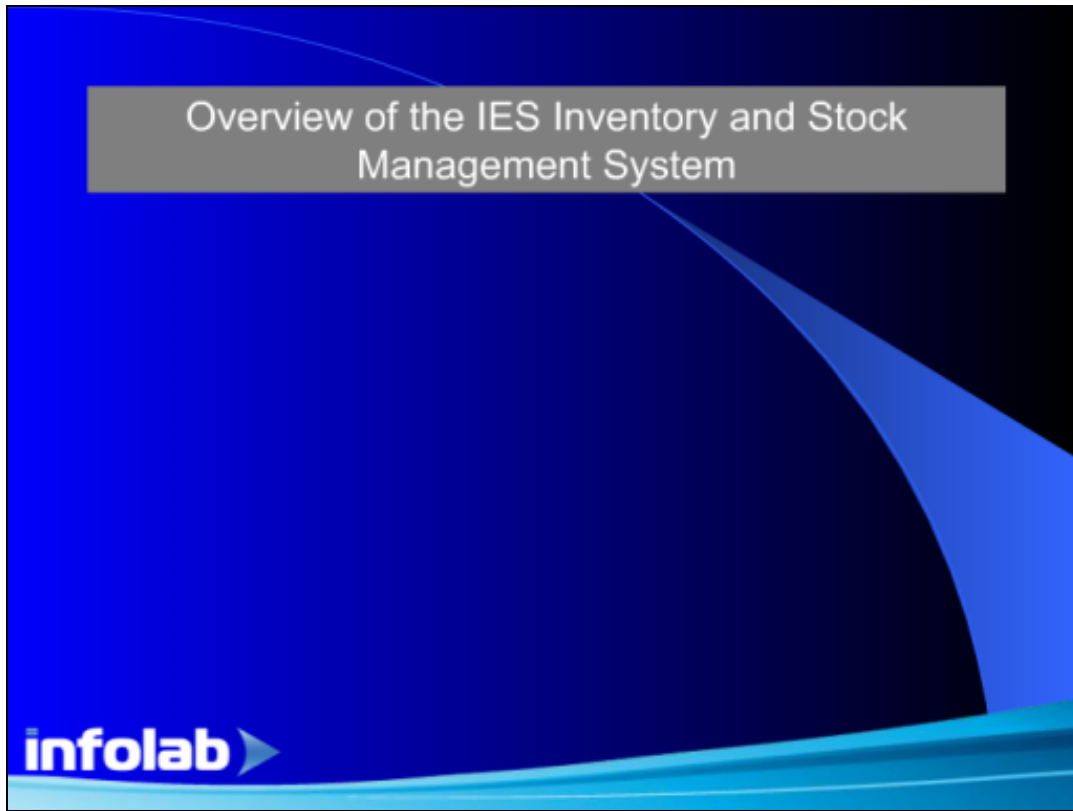 Overview of the IES Inventory and Stock
Management System
infolab